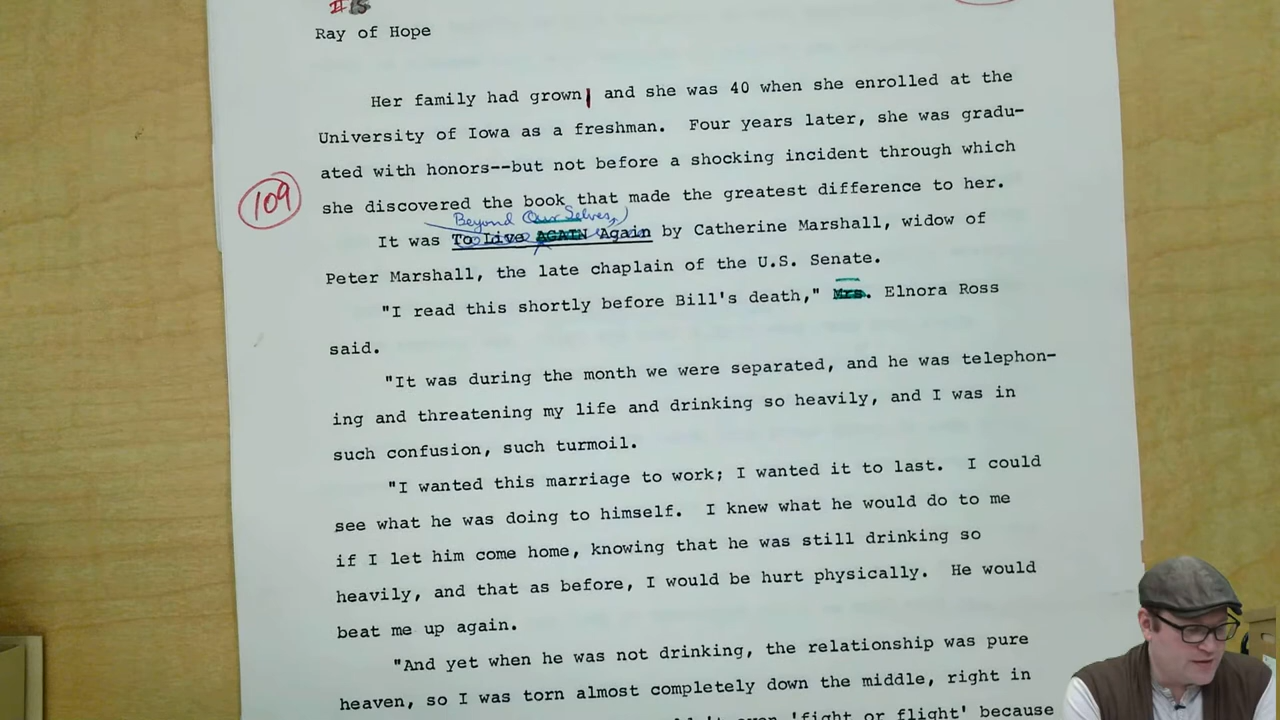 #15
Ray of Hope
Her family had grown, and she was 40 when she enrolled at the
University of Iowa as a freshman. Four years later, she was gradu-
ated with honors--but not before a shocking incident through which
109
she discovered the book that made the greatest difference to her.
Beyond Our Selves,
It was To Live AGAIN Again by Catherine Marshall, widow of
Peter Marshall, the late chaplain of the U.S. Senate.
"I read this shortly before Bill's death," Mrs. Elnora Ross
said.
"It was during the month we were separated, and he was telephon-
ing and threatening my life and drinking so heavily, and I was in
such confusion, such turmoil.
"I wanted this marriage to work; I wanted it to last. I could
see what he was doing to himself. I knew what he would do to me
if I let him come home, knowing that he was still drinking so
heavily, and that as before, I would be hurt physically. He would
beat me up again.
"And yet when he was not drinking, the relationship was pure
heaven, so I was torn almost completely down the middle, right in
'fight or flight' because